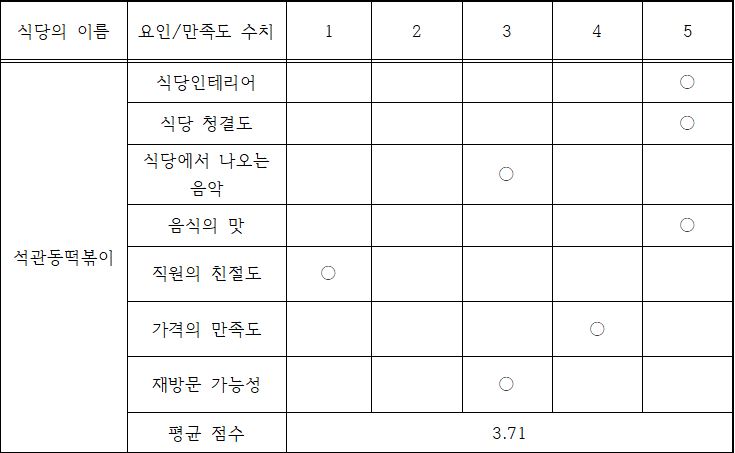 식당의 이름 요인/만족도 수치 1 2 3 4 5
식당인테리어 ○
식당 청결도 ○
식당에서 나오는
음악 ○
음식의 맛 ○
석관동떡볶이
직원의 친절도 ○
가격의 만족도 ○
재방문 가능성 ○
평균 점수 3.71